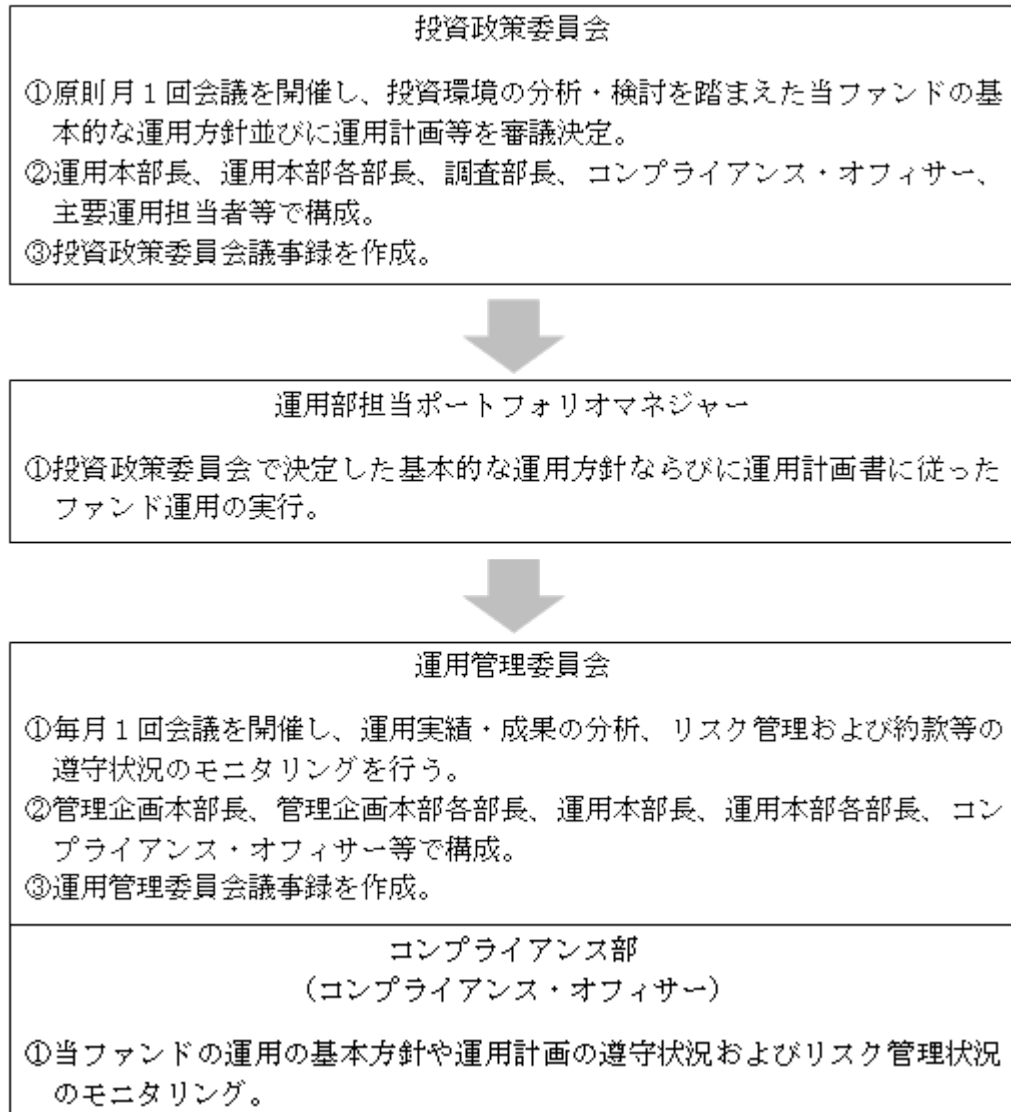 投資政策委員会
①原則月１回会議を開催し、投資環境の分析・検討を踏まえた当ファンドの基
本的な運用方針並びに運用計画等を審議決定。
②運用本部長、運用本部各部長、調査部長、コンプライアンス・オフィサー、
主要運用担当者等で構成。
③投資政策委員会議事録を作成。
運用部担当ポートフォリオマネジャー
①投資政策委員会で決定した基本的な運用方針ならびに運用計画書に従った
ファンド運用の実行。
運用管理委員会
①毎月１回会議を開催し、運用実績・成果の分析、リスク管理および約款等の
遵守状況のモニタリングを行う。
②管理企画本部長、管理企画本部各部長、運用本部長、運用本部各部長、コン
プライアンス・オフィサー等で構成。
③運用管理委員会議事録を作成。
コンプライアンス部
（コンプライアンス・オフィサー）
①当ファンドの運用の基本方針や運用計画の遵守状況およびリスク管理状況
のモニタリング。